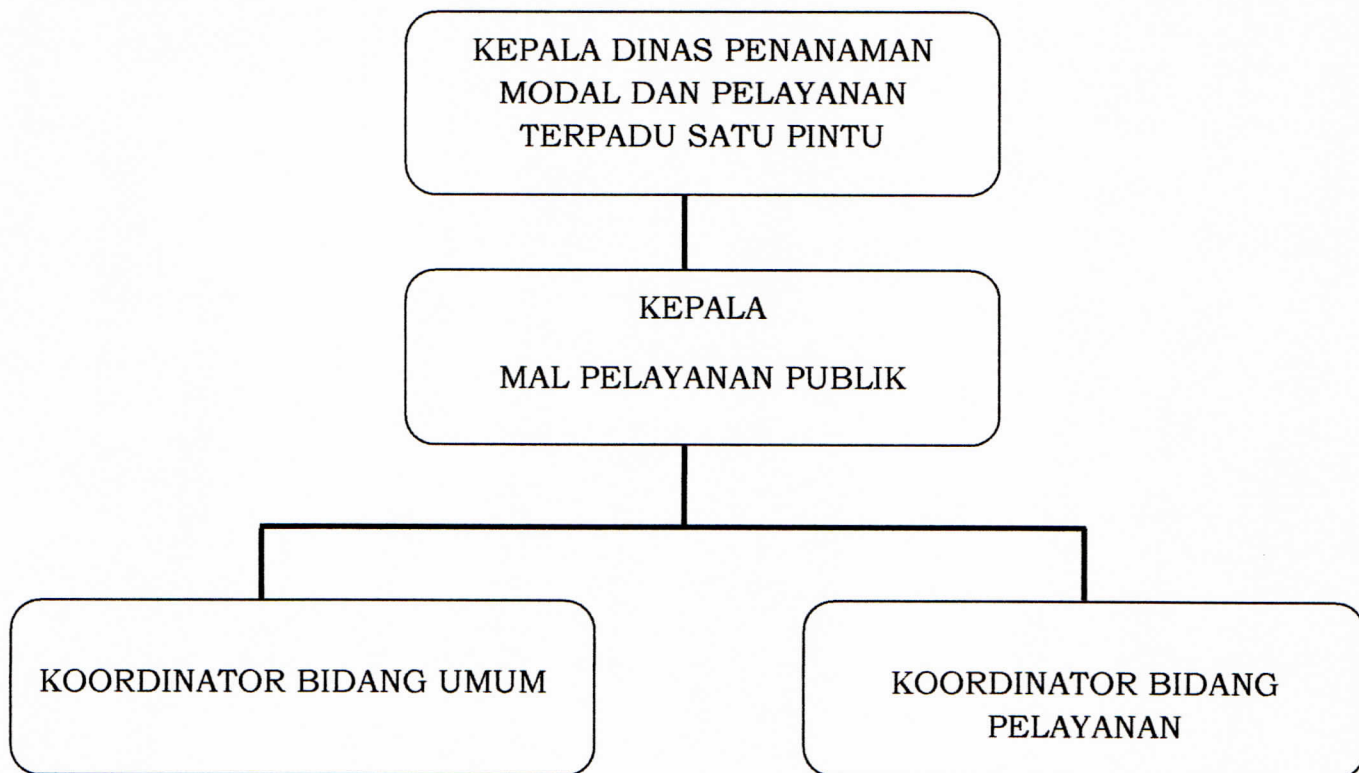 KEPALA DINAS PENANAMAN
MODAL DAN PELAYANAN
TERPADU SATU PINTU
KEPALA
MAL PELAYANAN PUBLIK
KOORDINATOR BIDANG UMUM
KOORDINATOR BIDANG
PELAYANAN